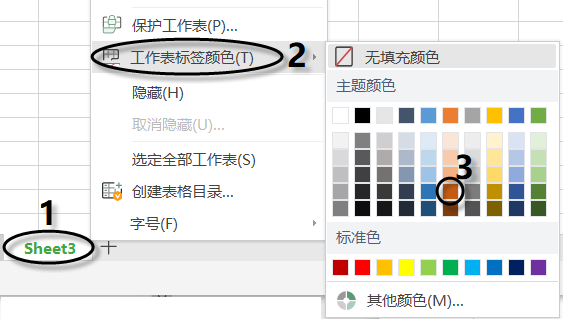 保护工作表(P)...
工作表标签颜色(T)
2
隐藏(H)
取消隐藏(U)...
选定全部工作表(S)
创建表格目录...
字号(F)
1
Sheet3
无填充颜色
主题颜色
3
标准色
其他颜色(M)...